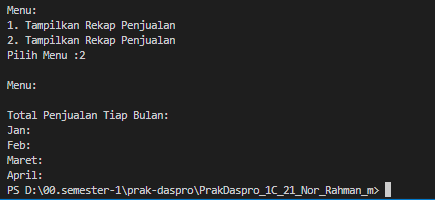 Menu:
1. Tampilkan Rekap Penjualan
2. Tampilkan Rekap Penjualan
Pilih Menu :2
Menu:
Total Penjualan Tiap Bulan:
Jan:
Feb:
Maret:
April:
PS D:\00.semester-1\prak-daspro\PrakDaspro_1C_21_Nor_Rahman_m>